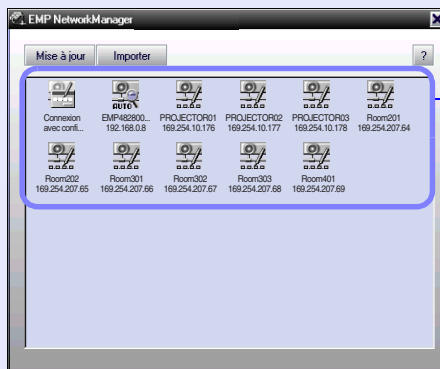 EMP NetworkManager
Mise à jour
Importer
?
AUTO
Connexion avec confi...
EMP482800... 192.168.0.8
PROJECTOR01 169.254.10.176
PROJECTOR02 169.254.10.177
PROJECTOR03 169.254.10.178
Room201 169.254.207.64
Room202 169.254.207.65
Room301 169.254.207.66
Room302 169.254.207.67
Room303 169.254.207.68
Room401 169.254.207.69